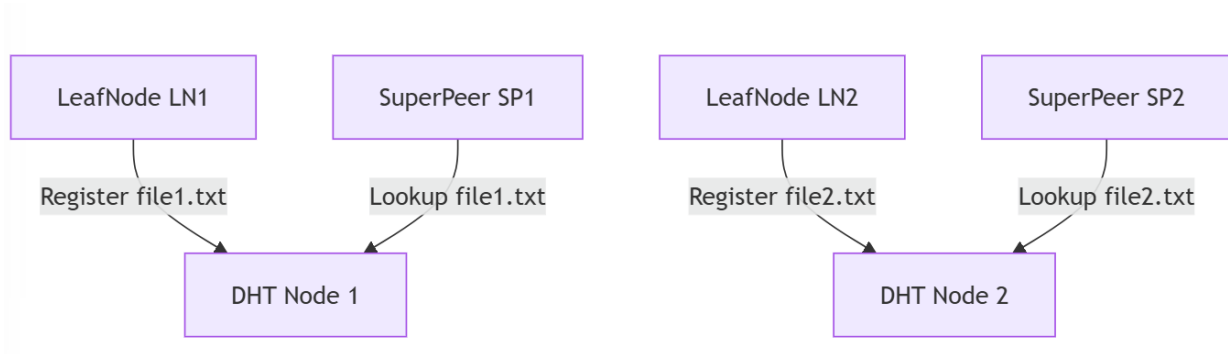 LeafNode LN1
SuperPeer SP1
LeafNode LN2
SuperPeer SP2
Register file1.txt
Lookup file1.txt
Register file2.txt
Lookup file2.txt
DHT Node 1
DHT Node 2